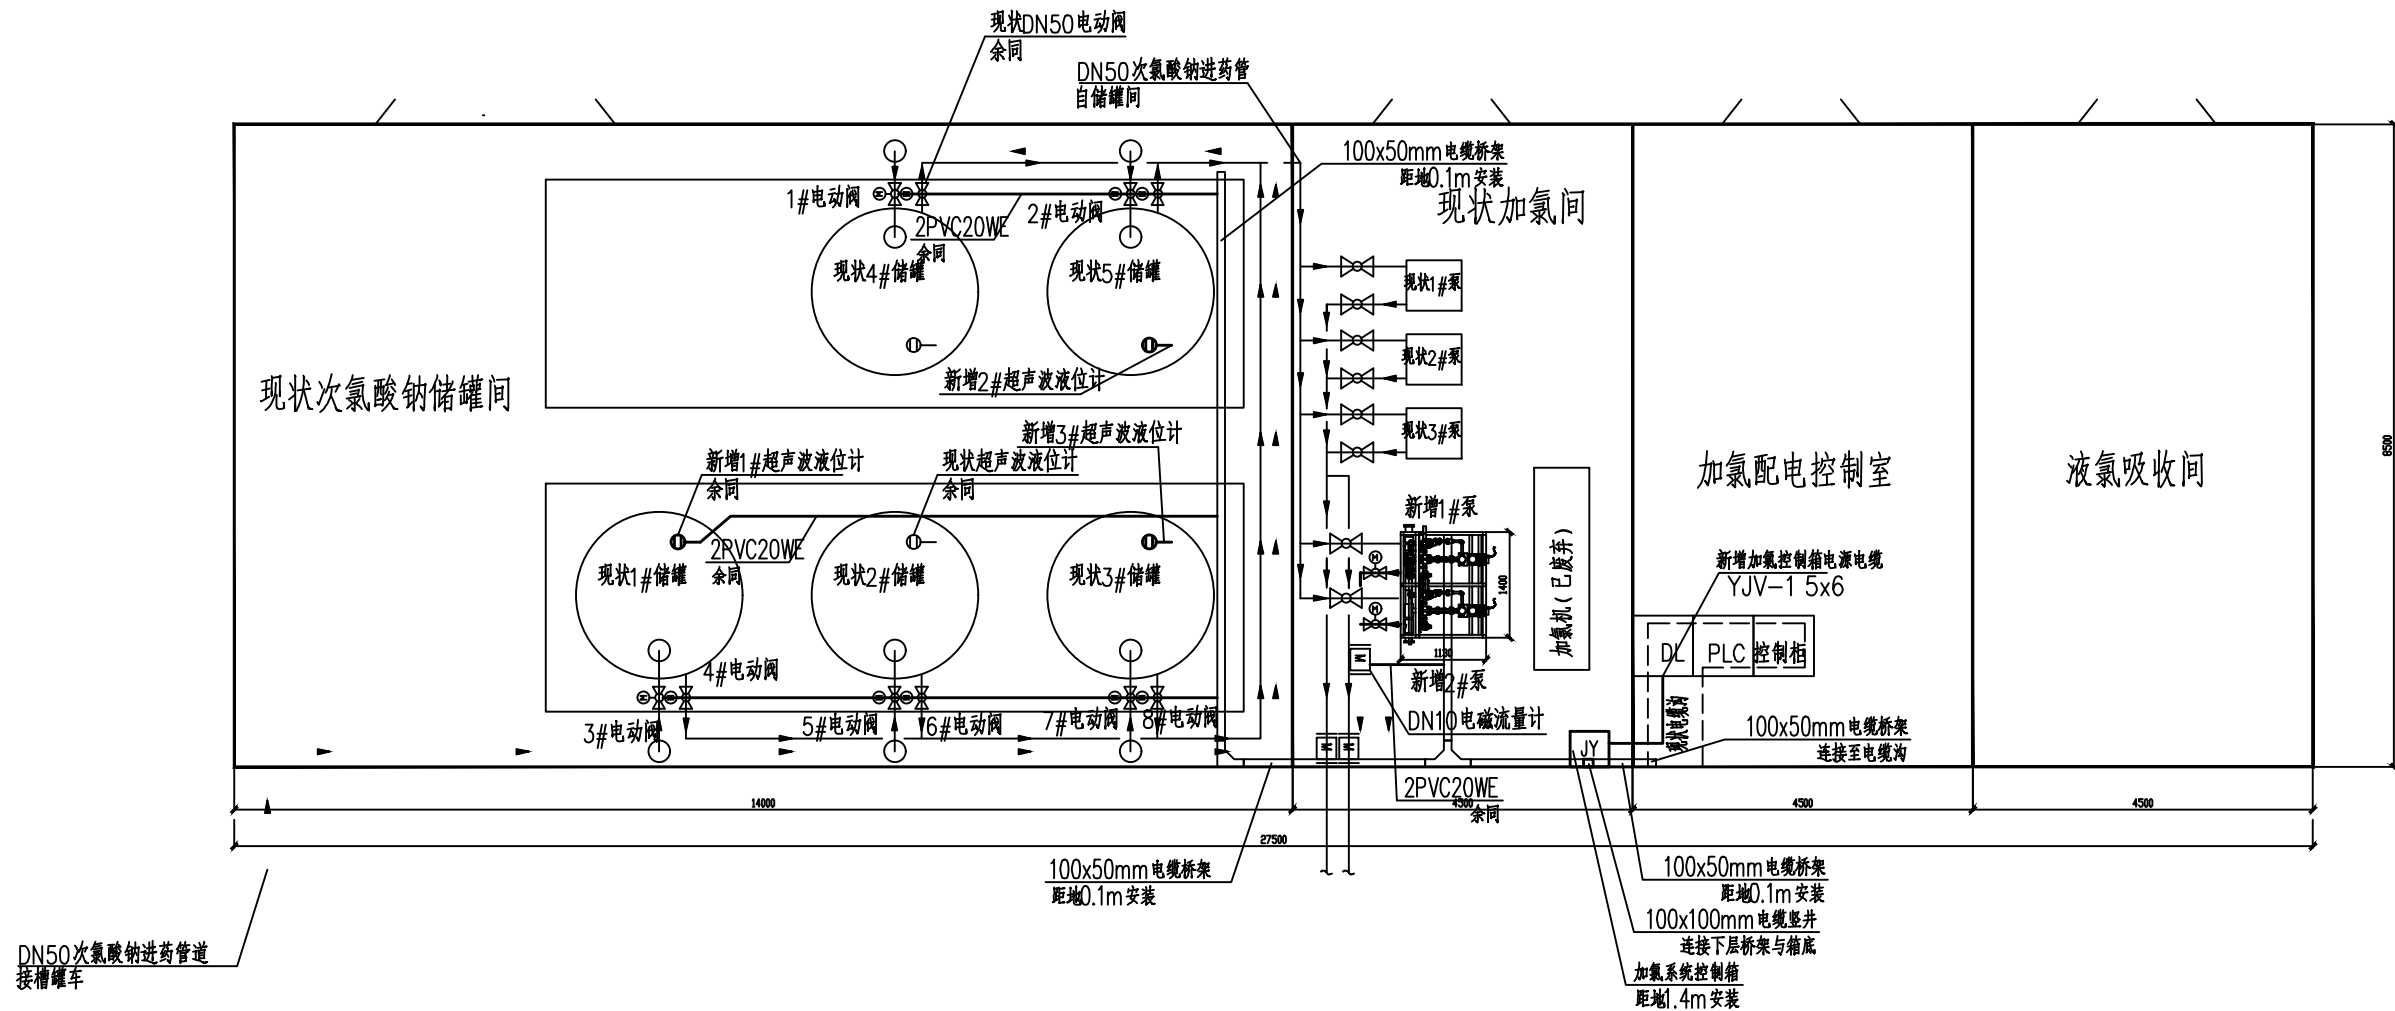 现状DN50电动阀
余同
DN50次氯酸钠进药管
自储罐间
100x50mm电缆桥架
距地0.1m安装
现状加氯间
1#电动阀
2PVC20WE
余同
2#电动阀
现状4#储罐
现状5#储罐
现状1#泵
现状2#泵
现状3#泵
新增2#超声波液位计
现状次氯酸钠储罐间
新增3#超声波液位计
新增1#超声波液位计
余同
现状超声波液位计
余同
加氯配电控制室
液氯吸收间
8500
新增1#泵
2PVC20WE
余同
现状1#储罐
现状2#储罐
现状3#储罐
M
M
1400
1130
加氯机(已废弃)
新增加氯控制箱电源电缆
YJV-1 5x6
DL
PLC
控制柜
M
新增2#泵
4#电动阀
3#电动阀
5#电动阀
6#电动阀
7#电动阀
8#电动阀
DN10电磁流量计
现状电缆沟
100x50mm电缆桥架
连接至电缆沟
M
M
JY
2PVC20WE
余同
14000
4500
4500
4500
27500
100x50mm电缆桥架
距地0.1m安装
100x50mm电缆桥架
距地0.1m安装
100x100mm电缆竖井
连接下层桥架与箱底
加氯系统控制箱
距地1.4m安装
DN50次氯酸钠进药管道
接槽罐车